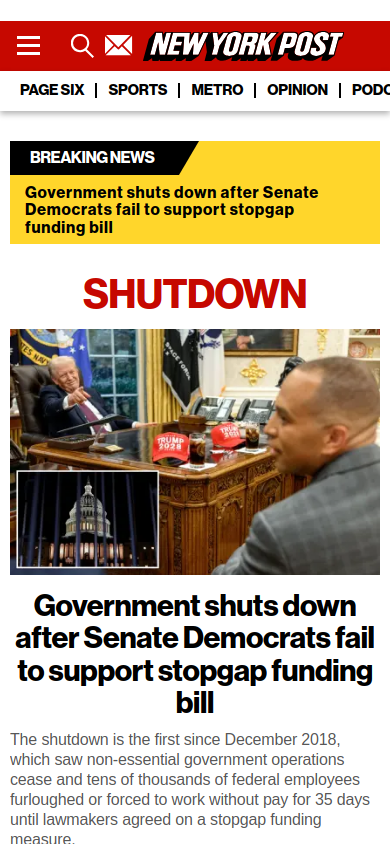 NEW YORK POST
PAGE SIX
SPORTS
METRO
OPINION
PODC
BREAKING NEWS
Government shuts down after Senate
Democrats fail to support stopgap
funding bill
SHUTDOWN
TRUMP
2028
TRUMP
Government shuts down
after Senate Democrats fail
to support stopgap funding
bill
The shutdown is the first since December 2018,
which saw non-essential government operations
cease and tens of thousands of federal employees
furloughed or forced to work without pay for 35 days
until lawmakers agreed on a stopgap funding
measure.